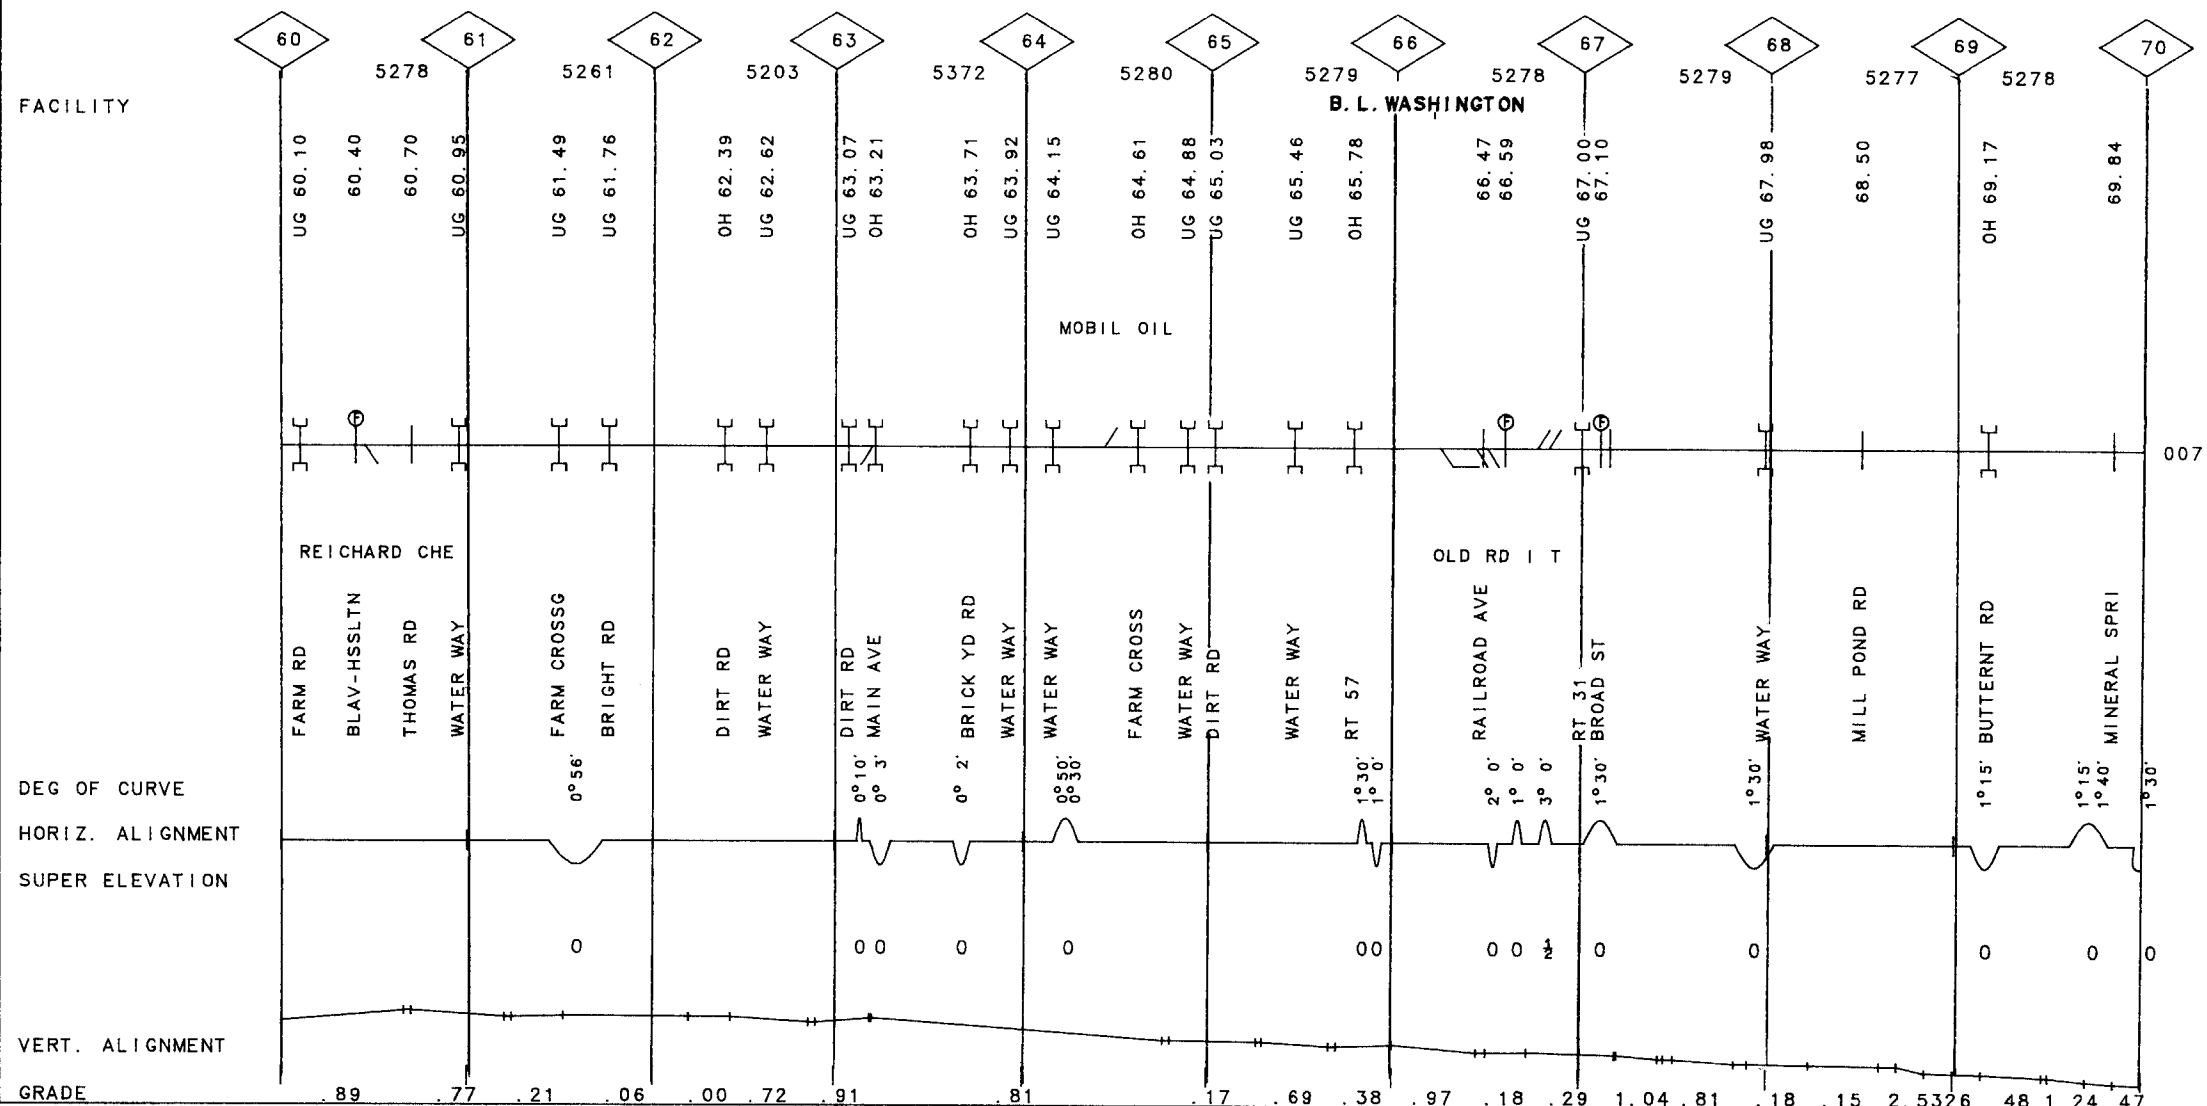 60 61 62 63 64 65 66 67 68 69 70
5278 5261 5203 5372 5280 5279 5278 5279 5277 5278
FACILITY
B. L. WASHINGTON
UG 60.10
60.40
60.70
UG 60.95
UG 61.49
UG 61.76
OH 62.39
UG 62.62
UG 63.07
OH 63.21
OH 63.71
UG 63.92
UG 64.15
OH 64.61
UG 64.88
UG 65.03
UG 65.46
OH 65.78
66.47
66.59
UG 67.00
67.10
UG 67.98
68.50
OH 69.17
69.84
MOBIL OIL
F
F
F
007
REICHARD CHE
OLD RD I T
FARM RD
BLAV-HSSLTN
THOMAS RD
WATER WAY
FARM CROSSG
BRIGHT RD
DIRT RD
WATER WAY
DIRT RD
MAIN AVE
BRICK YD RD
WATER WAY
WATER WAY
FARM CROSS
WATER WAY
DIRT RD
WATER WAY
RT 57
RAILROAD AVE
RT 31
BROAD ST
WATER WAY
MILL POND RD
BUTTERNT RD
MINERAL SPRI
DEG OF CURVE
0°56'
0°10'
0° 3'
0° 2'
0°50'
0°30'
1°30'
1° 0'
2° 0'
1° 0'
3° 0'
1°30'
1°30'
1°15'
1°15'
1°40'
1°30'
HORIZ. ALIGNMENT
SUPER ELEVATION
0 0 0 0 0 0 0 0 0 ½ 0 0 0 0 0
VERT. ALIGNMENT
GRADE .89 .77 .21 .06 .00 .72 .91 .81 .17 .69 .38 .97 .18 .29 1.04 .81 .18 .15 2.5326 48 1 24 47